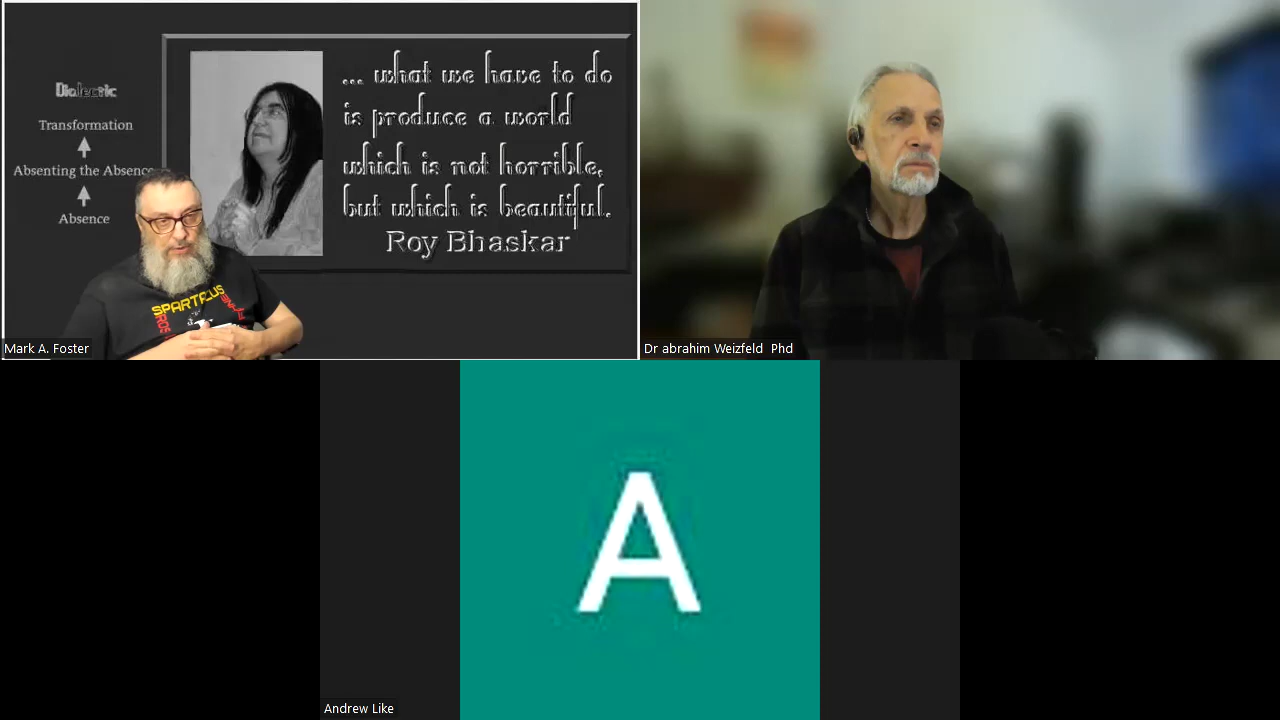 Dialectic
Transformation
Absenting the Absence
Absence
... what we have to do
is produce a world
which is not horrible,
but which is beautiful.
Roy Bhaskar
SPARTACUS
Mark A. Foster
Dr abrahim Weizfeld Phd
A
Andrew Like